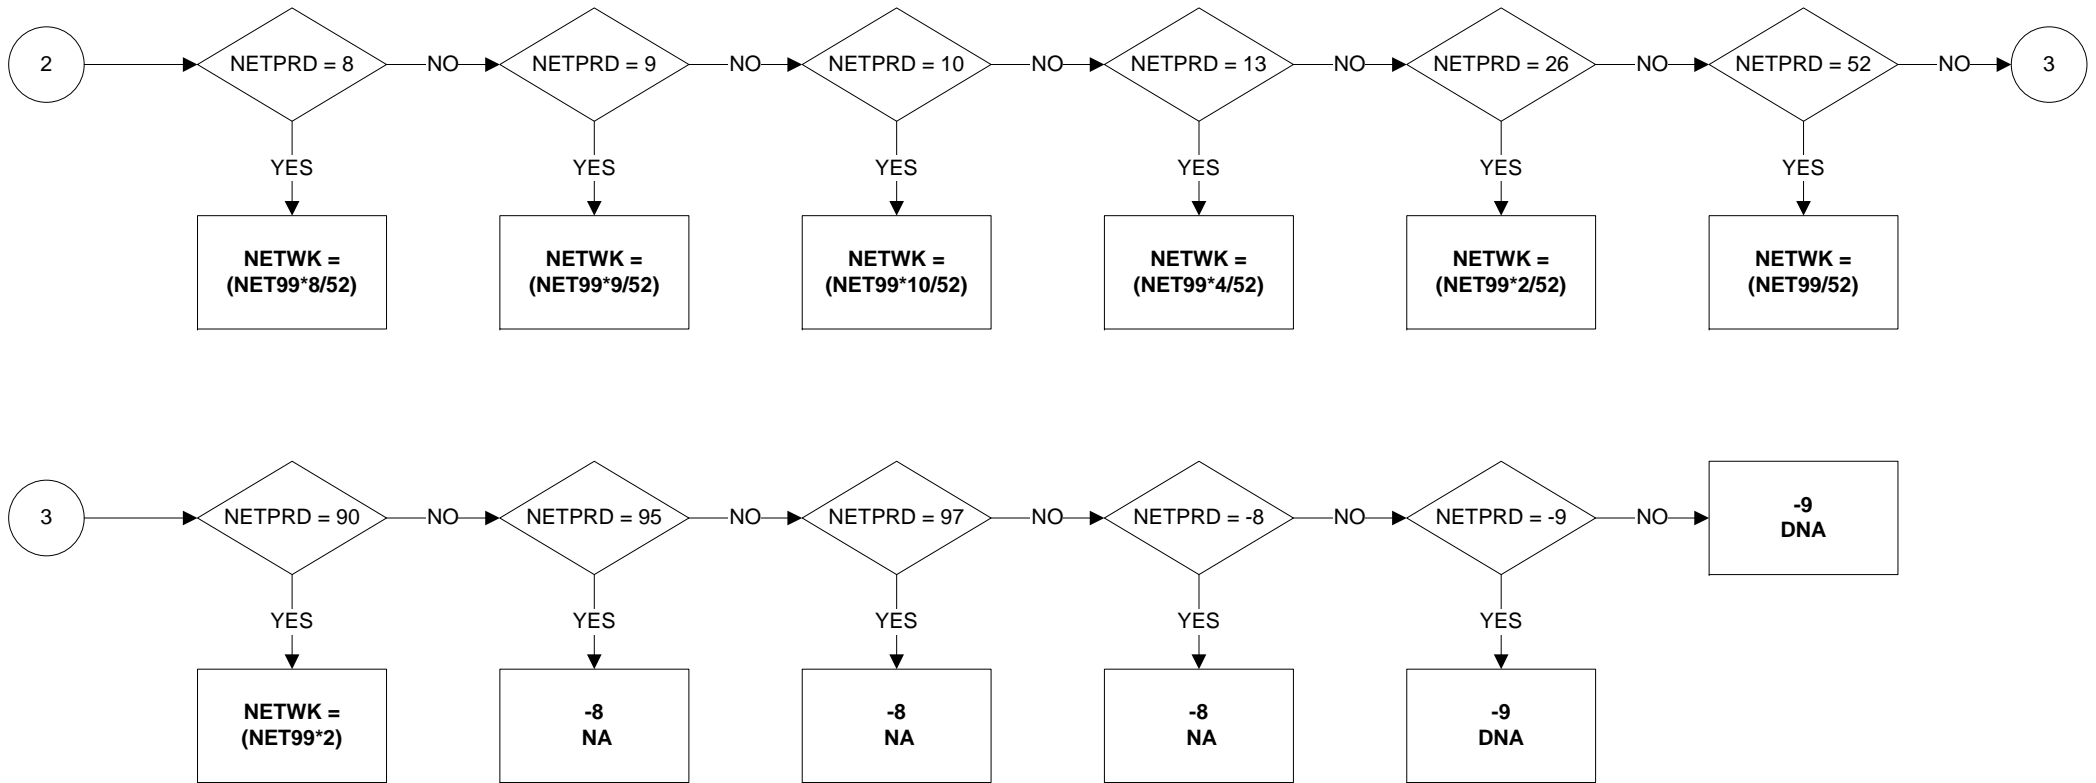 2
NETPRD = 8
NO
NETPRD = 9
NO
NETPRD = 10
NO
NETPRD = 13
NO
NETPRD = 26
NO
NETPRD = 52
NO
3
YES
YES
YES
YES
YES
YES
NETWK =
(NET99*8/52)
NETWK =
(NET99*9/52)
NETWK =
(NET99*10/52)
NETWK =
(NET99*4/52)
NETWK =
(NET99*2/52)
NETWK =
(NET99/52)
3
NETPRD = 90
NO
NETPRD = 95
NO
NETPRD = 97
NO
NETPRD = -8
NO
NETPRD = -9
NO
-9
DNA
YES
YES
YES
YES
YES
NETWK =
(NET99*2)
-8
NA
-8
NA
-8
NA
-9
DNA